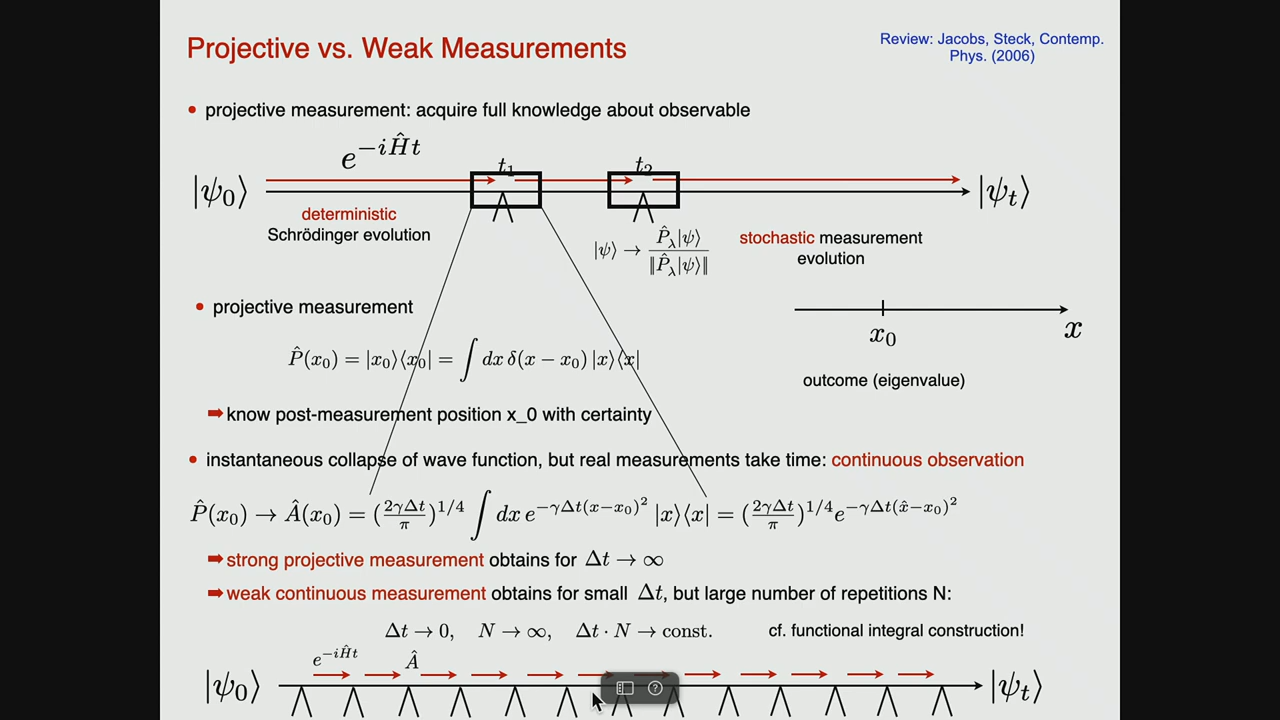 Projective vs. Weak Measurements
Review: Jacobs, Steck, Contemp.
Phys. (2006)
• projective measurement: acquire full knowledge about observable
e^{-iĤt}
t_1
t_2
|ψ_0⟩
|ψ_t⟩
deterministic
Schrödinger evolution
|ψ⟩ → \frac{P̂_λ|ψ⟩}{‖P̂_λ|ψ⟩‖}
stochastic measurement
evolution
• projective measurement
x_0
x
P̂(x_0) = |x_0⟩⟨x_0| = ∫ dx δ(x − x_0) |x⟩⟨x|
outcome (eigenvalue)
➡ know post-measurement position x_0 with certainty
• instantaneous collapse of wave function, but real measurements take time: continuous observation
P̂(x_0) → Â(x_0) = (\frac{2γΔt}{π})^{1/4} ∫ dx e^{−γΔt(x−x_0)^2} |x⟩⟨x| = (\frac{2γΔt}{π})^{1/4} e^{−γΔt(x̂−x_0)^2}
➡ strong projective measurement obtains for Δt → ∞
➡ weak continuous measurement obtains for small Δt, but large number of repetitions N:
Δt → 0, N → ∞, Δt · N → const.
cf. functional integral construction!
e^{-iĤt}
Â
|ψ_0⟩
|ψ_t⟩